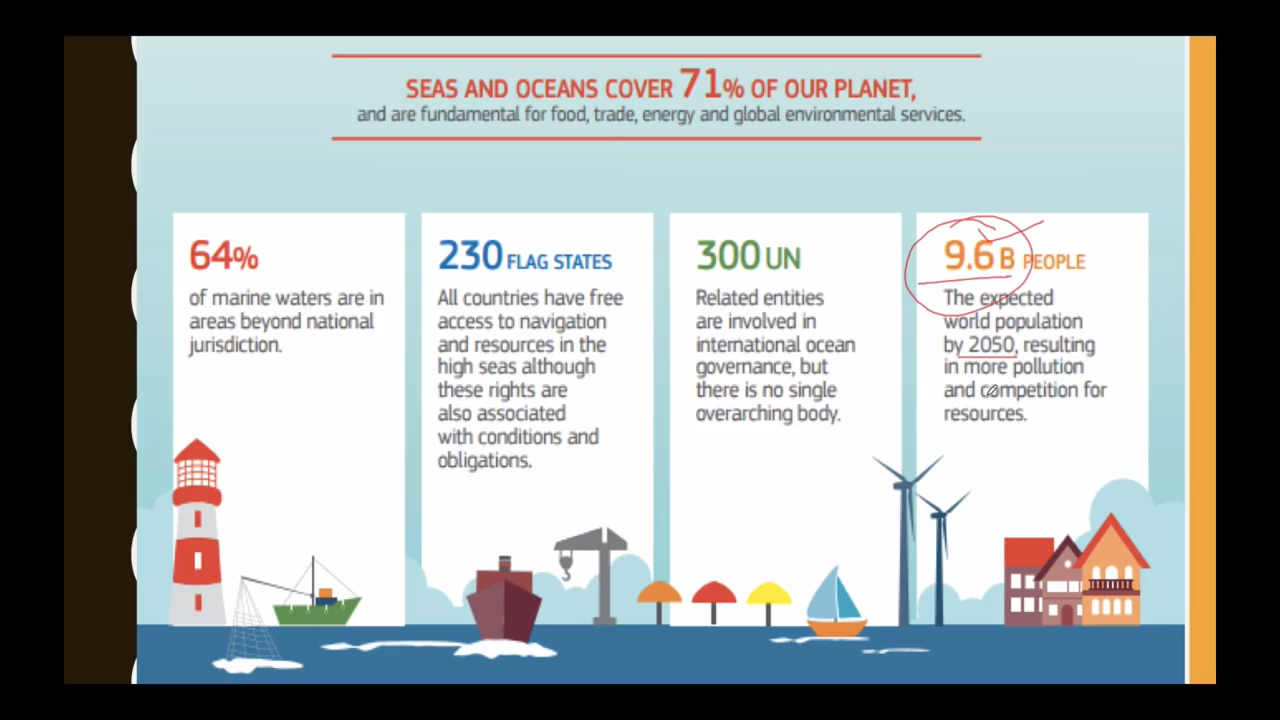 SEAS AND OCEANS COVER 71% OF OUR PLANET,
and are fundamental for food, trade, energy and global environmental services.
64%
of marine waters are in
areas beyond national
jurisdiction.
230 FLAG STATES
All countries have free
access to navigation
and resources in the
high seas although
these rights are
also associated
with conditions and
obligations.
300 UN
Related entities
are involved in
international ocean
governance, but
there is no single
overarching body.
9.6 B PEOPLE
The expected
world population
by 2050, resulting
in more pollution
and competition for
resources.